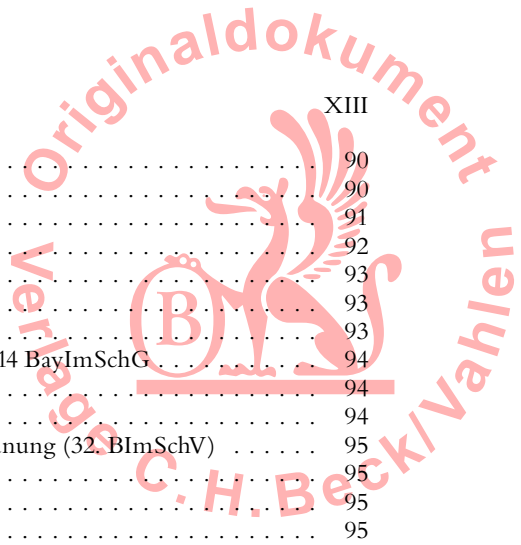 Originaldokument
XIII
. . . . . . . . . . . . . . . . . . . . . 90
. . . . . . . . . . . . . . . . . . . . . 90
. . . . . . . . . . . . . . . . . . . . . 91
. . . . . . . . . . . . . . . . . . . . . 92
. . . . . . . . . . . . . . . . . . . . . 93
. . . . . . . . . . . . . . . . . . . . . 93
. . . . . . . . . . . . . . . . . . . . . 93
14 BayImSchG . . . . . . . . . . . 94
. . . . . . . . . . . . . . . . . . . . . 94
. . . . . . . . . . . . . . . . . . . . . 94
nung (32. BImSchV) . . . . . . 95
. . . . . . . . . . . . . . . . . . . . . 95
. . . . . . . . . . . . . . . . . . . . . 95
. . . . . . . . . . . . . . . . . . . . . 95
B
Verlage C.H.Beck/Vahlen